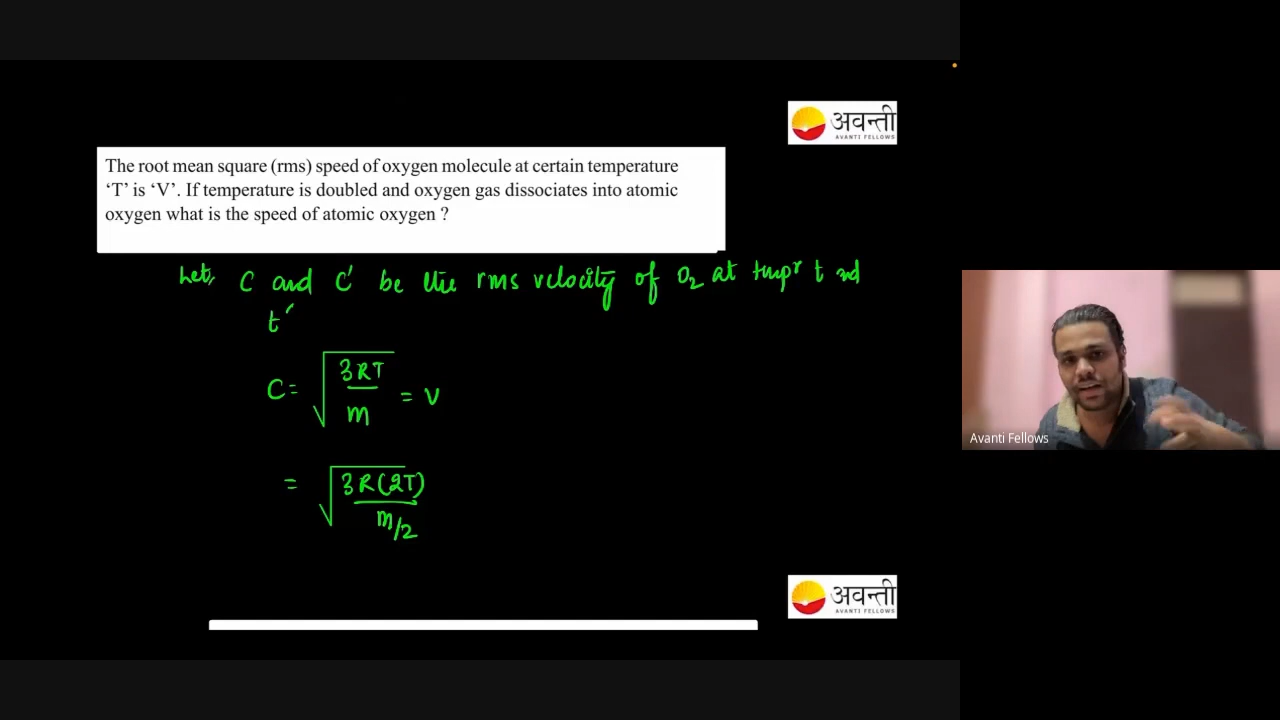 अवन्ती
AVANTI FELLOWS
The root mean square (rms) speed of oxygen molecule at certain temperature
‘T’ is ‘V’. If temperature is doubled and oxygen gas dissociates into atomic
oxygen what is the speed of atomic oxygen ?
Let, C and C' be the rms velocity of O₂ at tmpr t nd
t'
C = √(3RT/m) = V
= √(3R(2T)/(m/2))
Avanti Fellows
अवन्ती
AVANTI FELLOWS